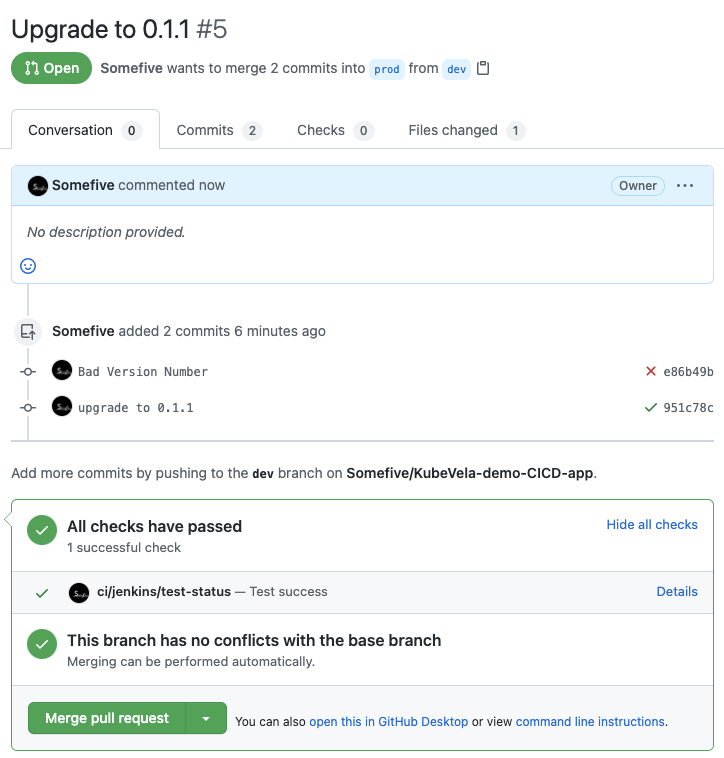 Upgrade to 0.1.1 #5
Open Somefive wants to merge 2 commits into prod from dev
Conversation 0 Commits 2 Checks 0 Files changed 1
Somefive commented now Owner ...
No description provided.
Somefive added 2 commits 6 minutes ago
Bad Version Number e86b49b
upgrade to 0.1.1 951c78c
Add more commits by pushing to the dev branch on Somefive/KubeVela-demo-CICD-app.
All checks have passed Hide all checks
1 successful check
ci/jenkins/test-status — Test success Details
This branch has no conflicts with the base branch
Merging can be performed automatically.
Merge pull request You can also open this in GitHub Desktop or view command line instructions.